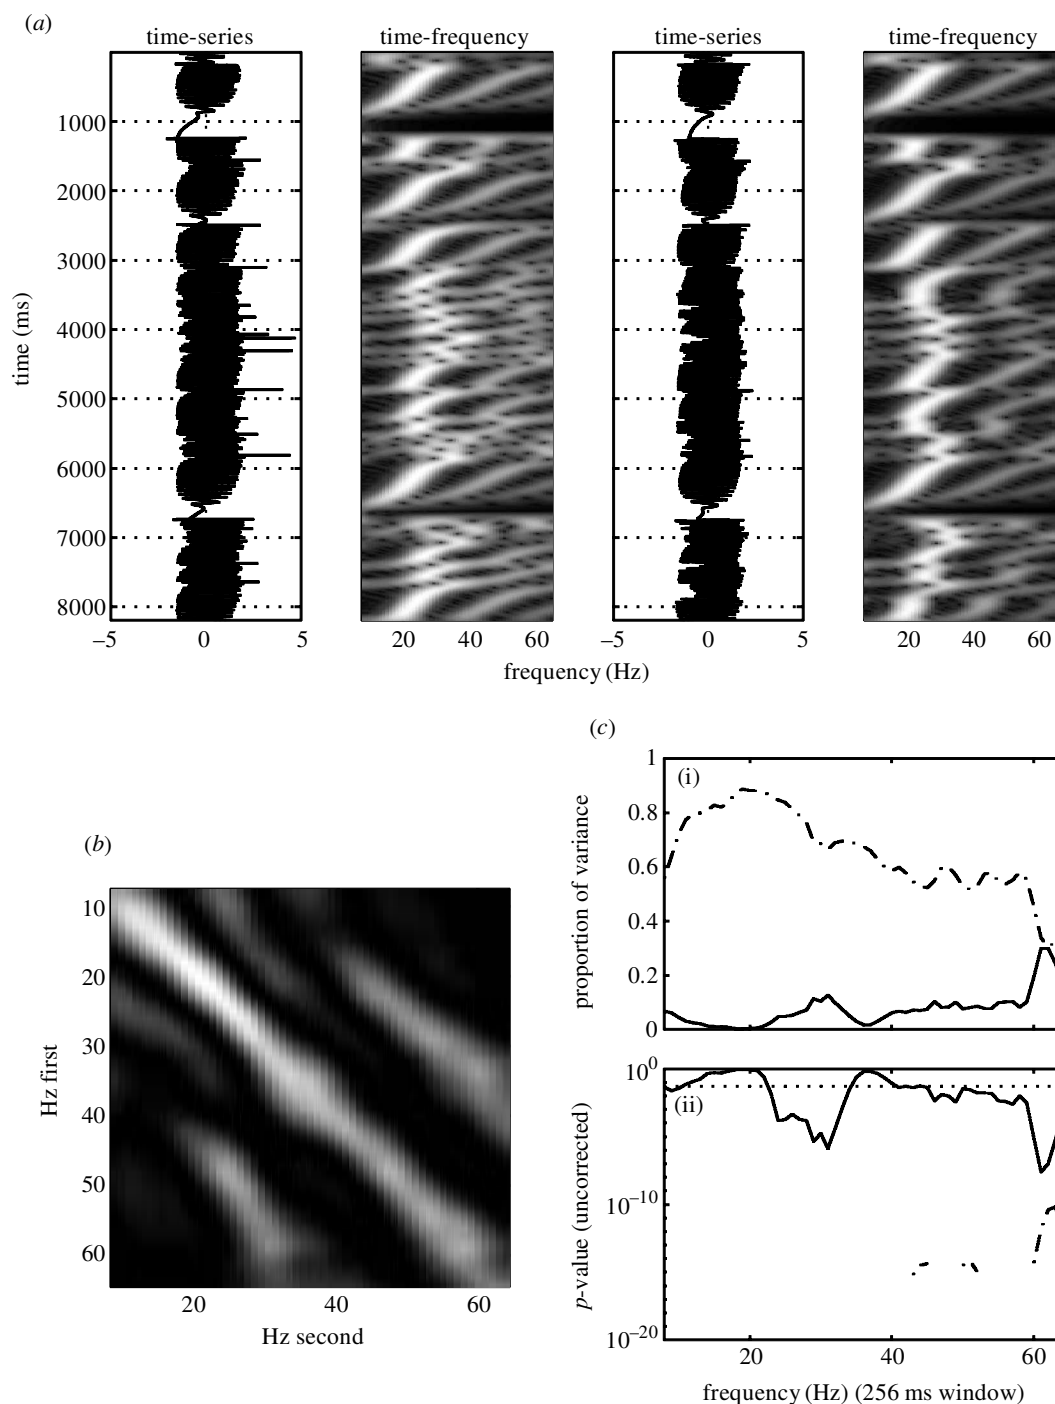 (a)
time-series time-frequency time-series time-frequency
time (ms)
1000
2000
3000
4000
5000
6000
7000
8000
–5 0 5 20 40 60 –5 0 5 20 40 60
frequency (Hz)
(b)
Hz first
10
20
30
40
50
60
20 40 60
Hz second
(c)
(i)
proportion of variance
1
0.8
0.6
0.4
0.2
0
(ii)
p-value (uncorrected)
10^0
10^–10
10^–20
20 40 60
frequency (Hz) (256 ms window)